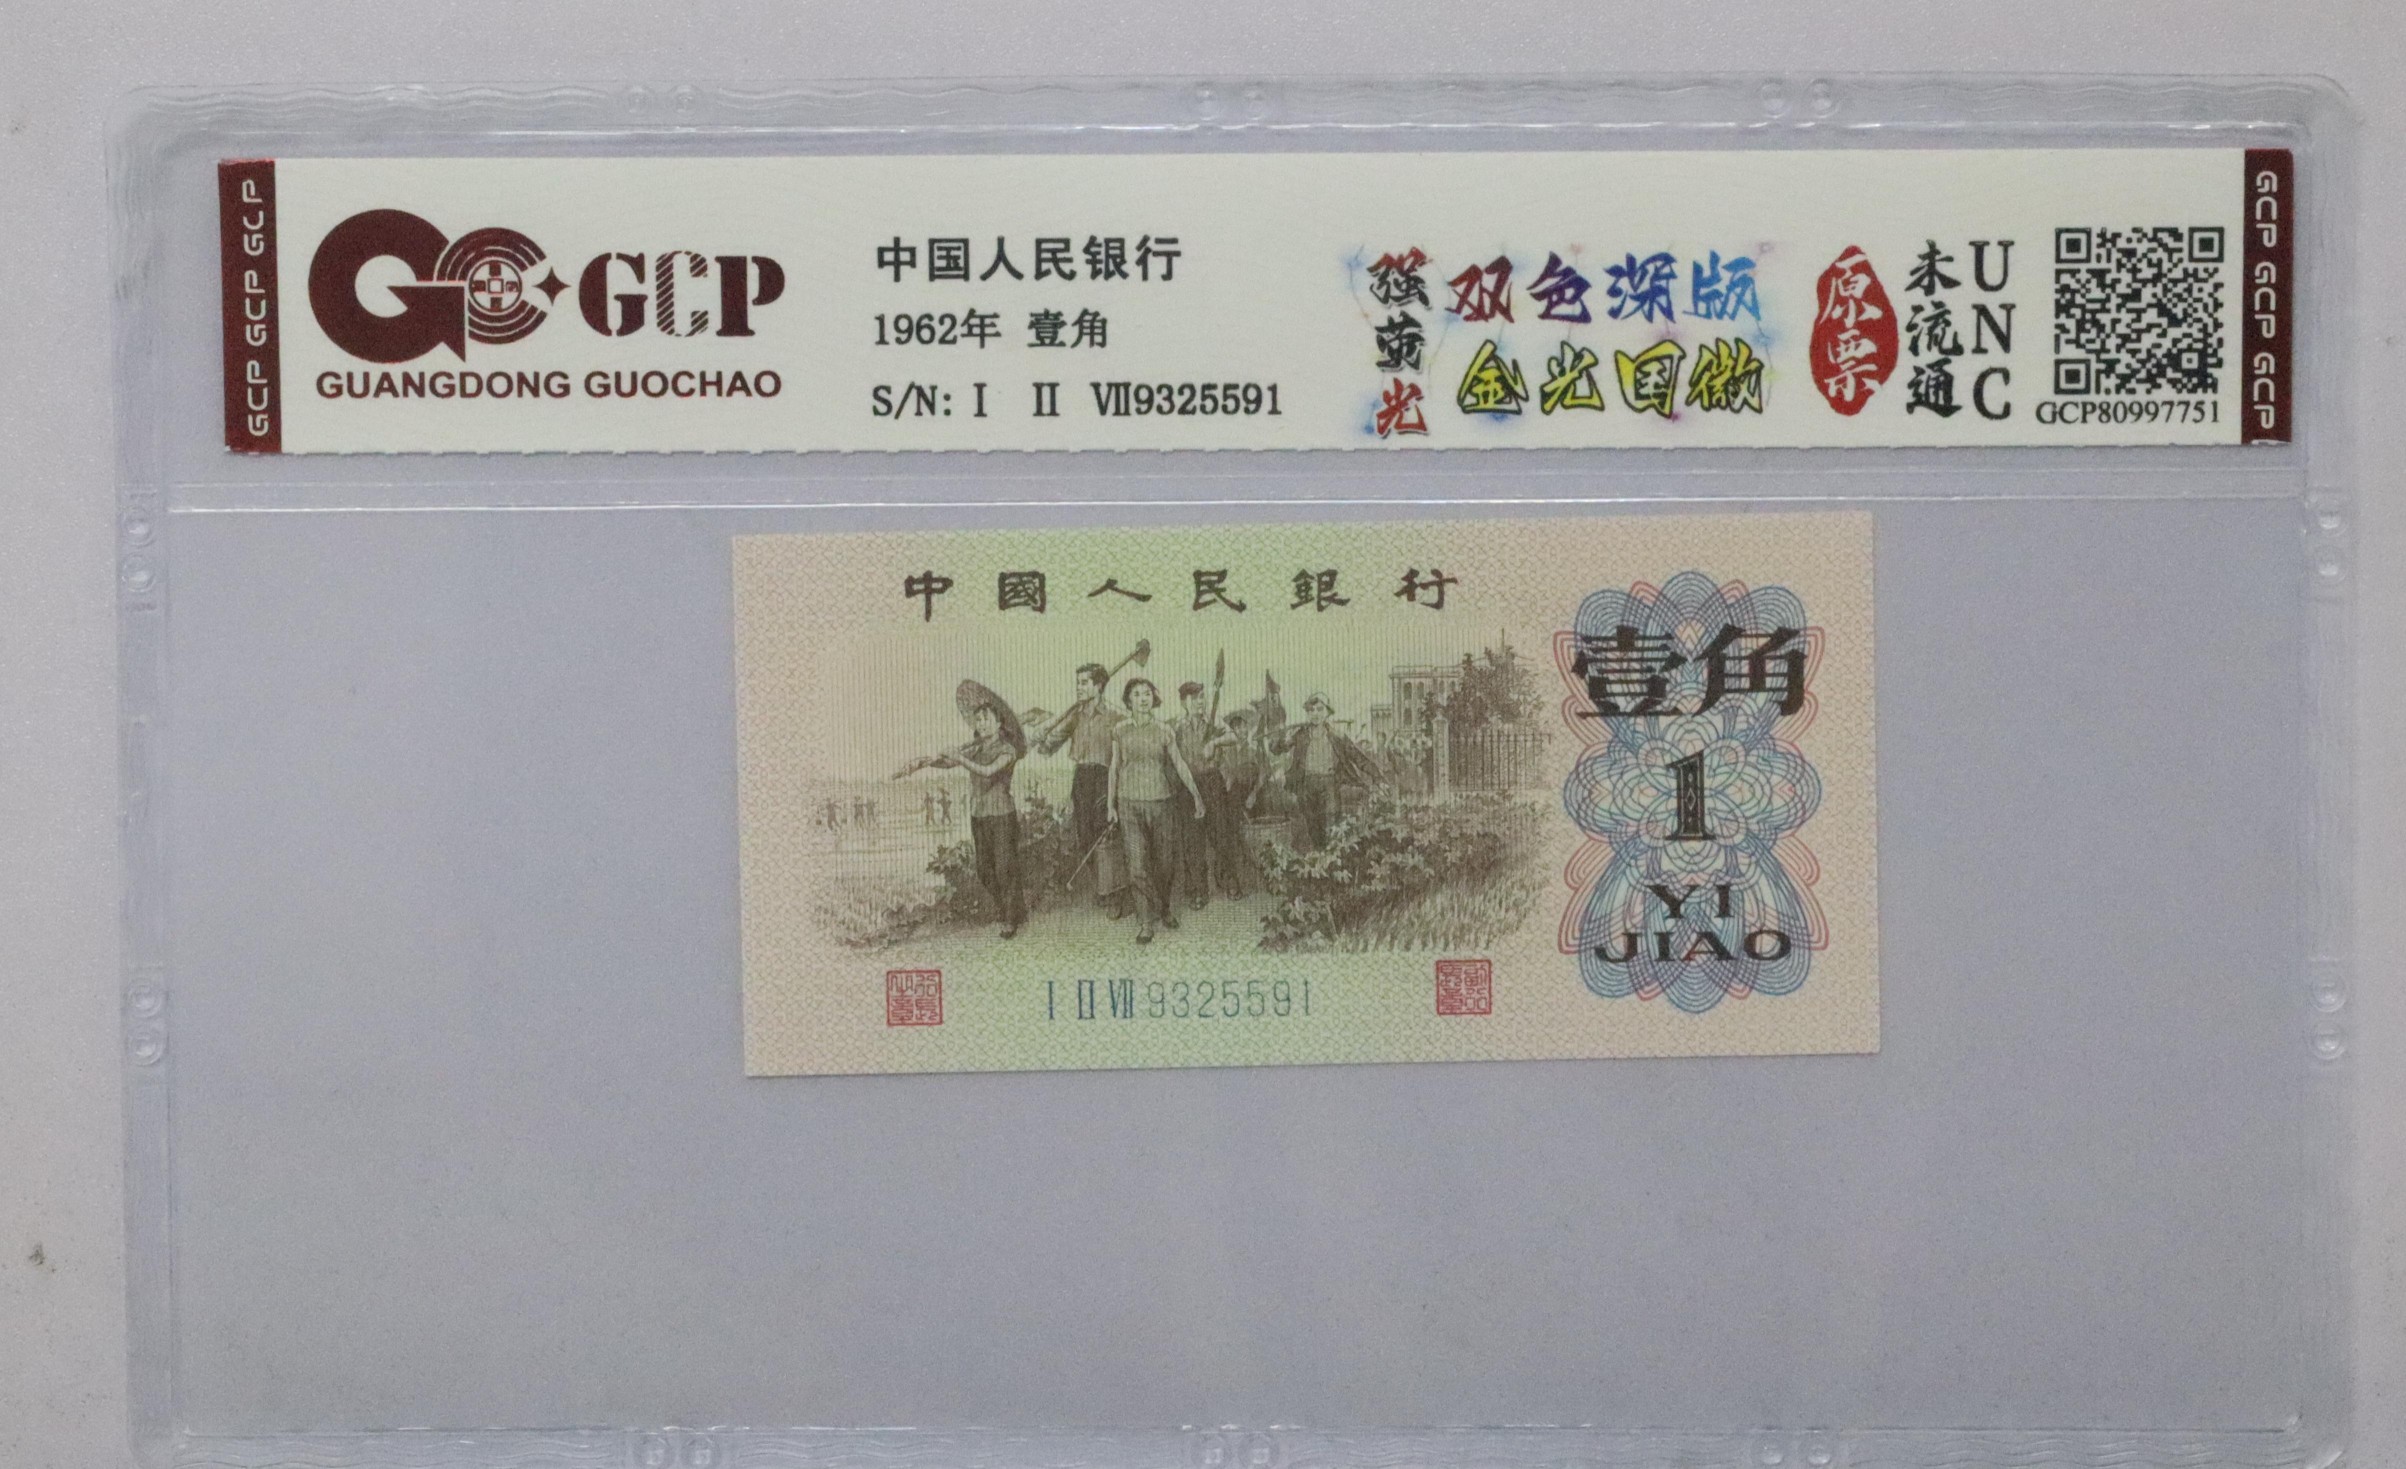 GCP GCP GCP GCP
GCP
GUANGDONG GUOCHAO
中国人民银行
1962年 壹角
S/N: Ⅰ Ⅱ Ⅶ9325591
强荧光
双色深版
金光国徽
原票
未流通
UNC
GCP80997751
GCP GCP GCP GCP
中國人民銀行
壹角
1
YI
JIAO
Ⅰ Ⅱ Ⅶ 9325591